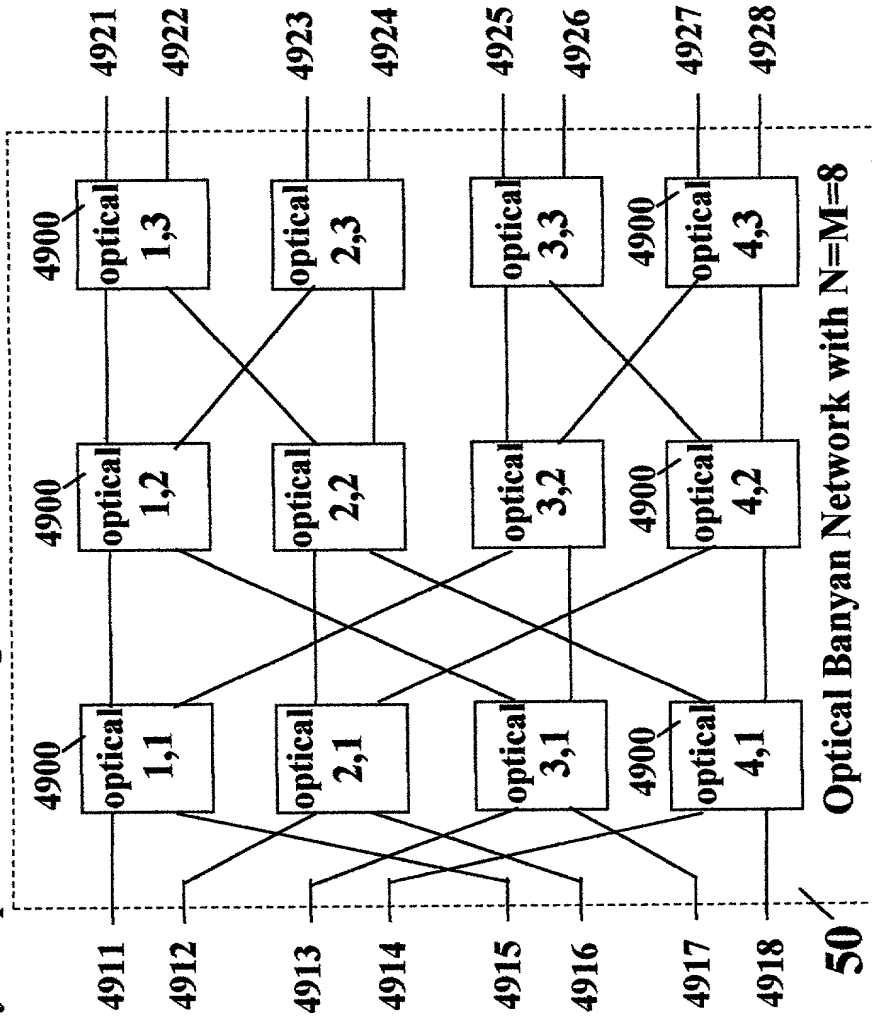 4921
4922
4923
4924
4925
4926
4927
4928
4900
optical
1,3
optical
2,3
optical
3,3
4900
optical
4,3
4900
optical
1,2
optical
2,2
optical
3,2
4900
optical
4,2
4900
optical
1,1
optical
2,1
optical
3,1
4900
optical
4,1
4911
4912
4913
4914
4915
4916
4917
4918
50
Optical Banyan Network with N=M=8